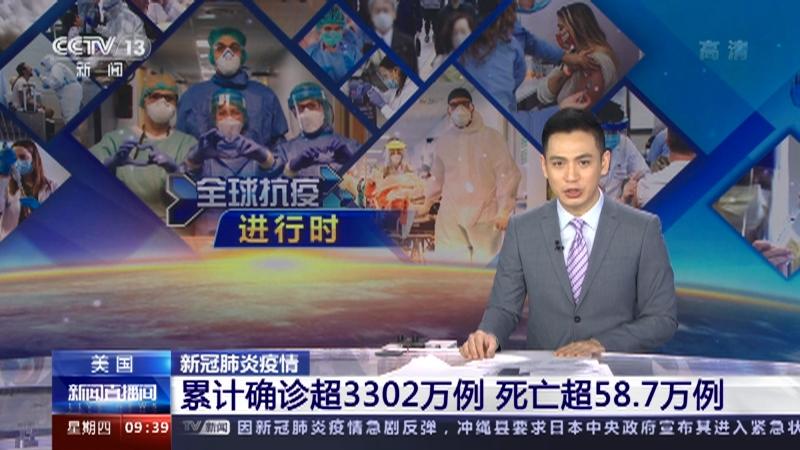 CCTV 13
新闻
高清
全球抗疫
进行时
美国
新冠肺炎疫情
新闻直播间
累计确诊超3302万例 死亡超58.7万例
星期四 09:39
TV新闻 因新冠肺炎疫情急剧反弹，冲绳县要求日本中央政府宣布其进入紧急状